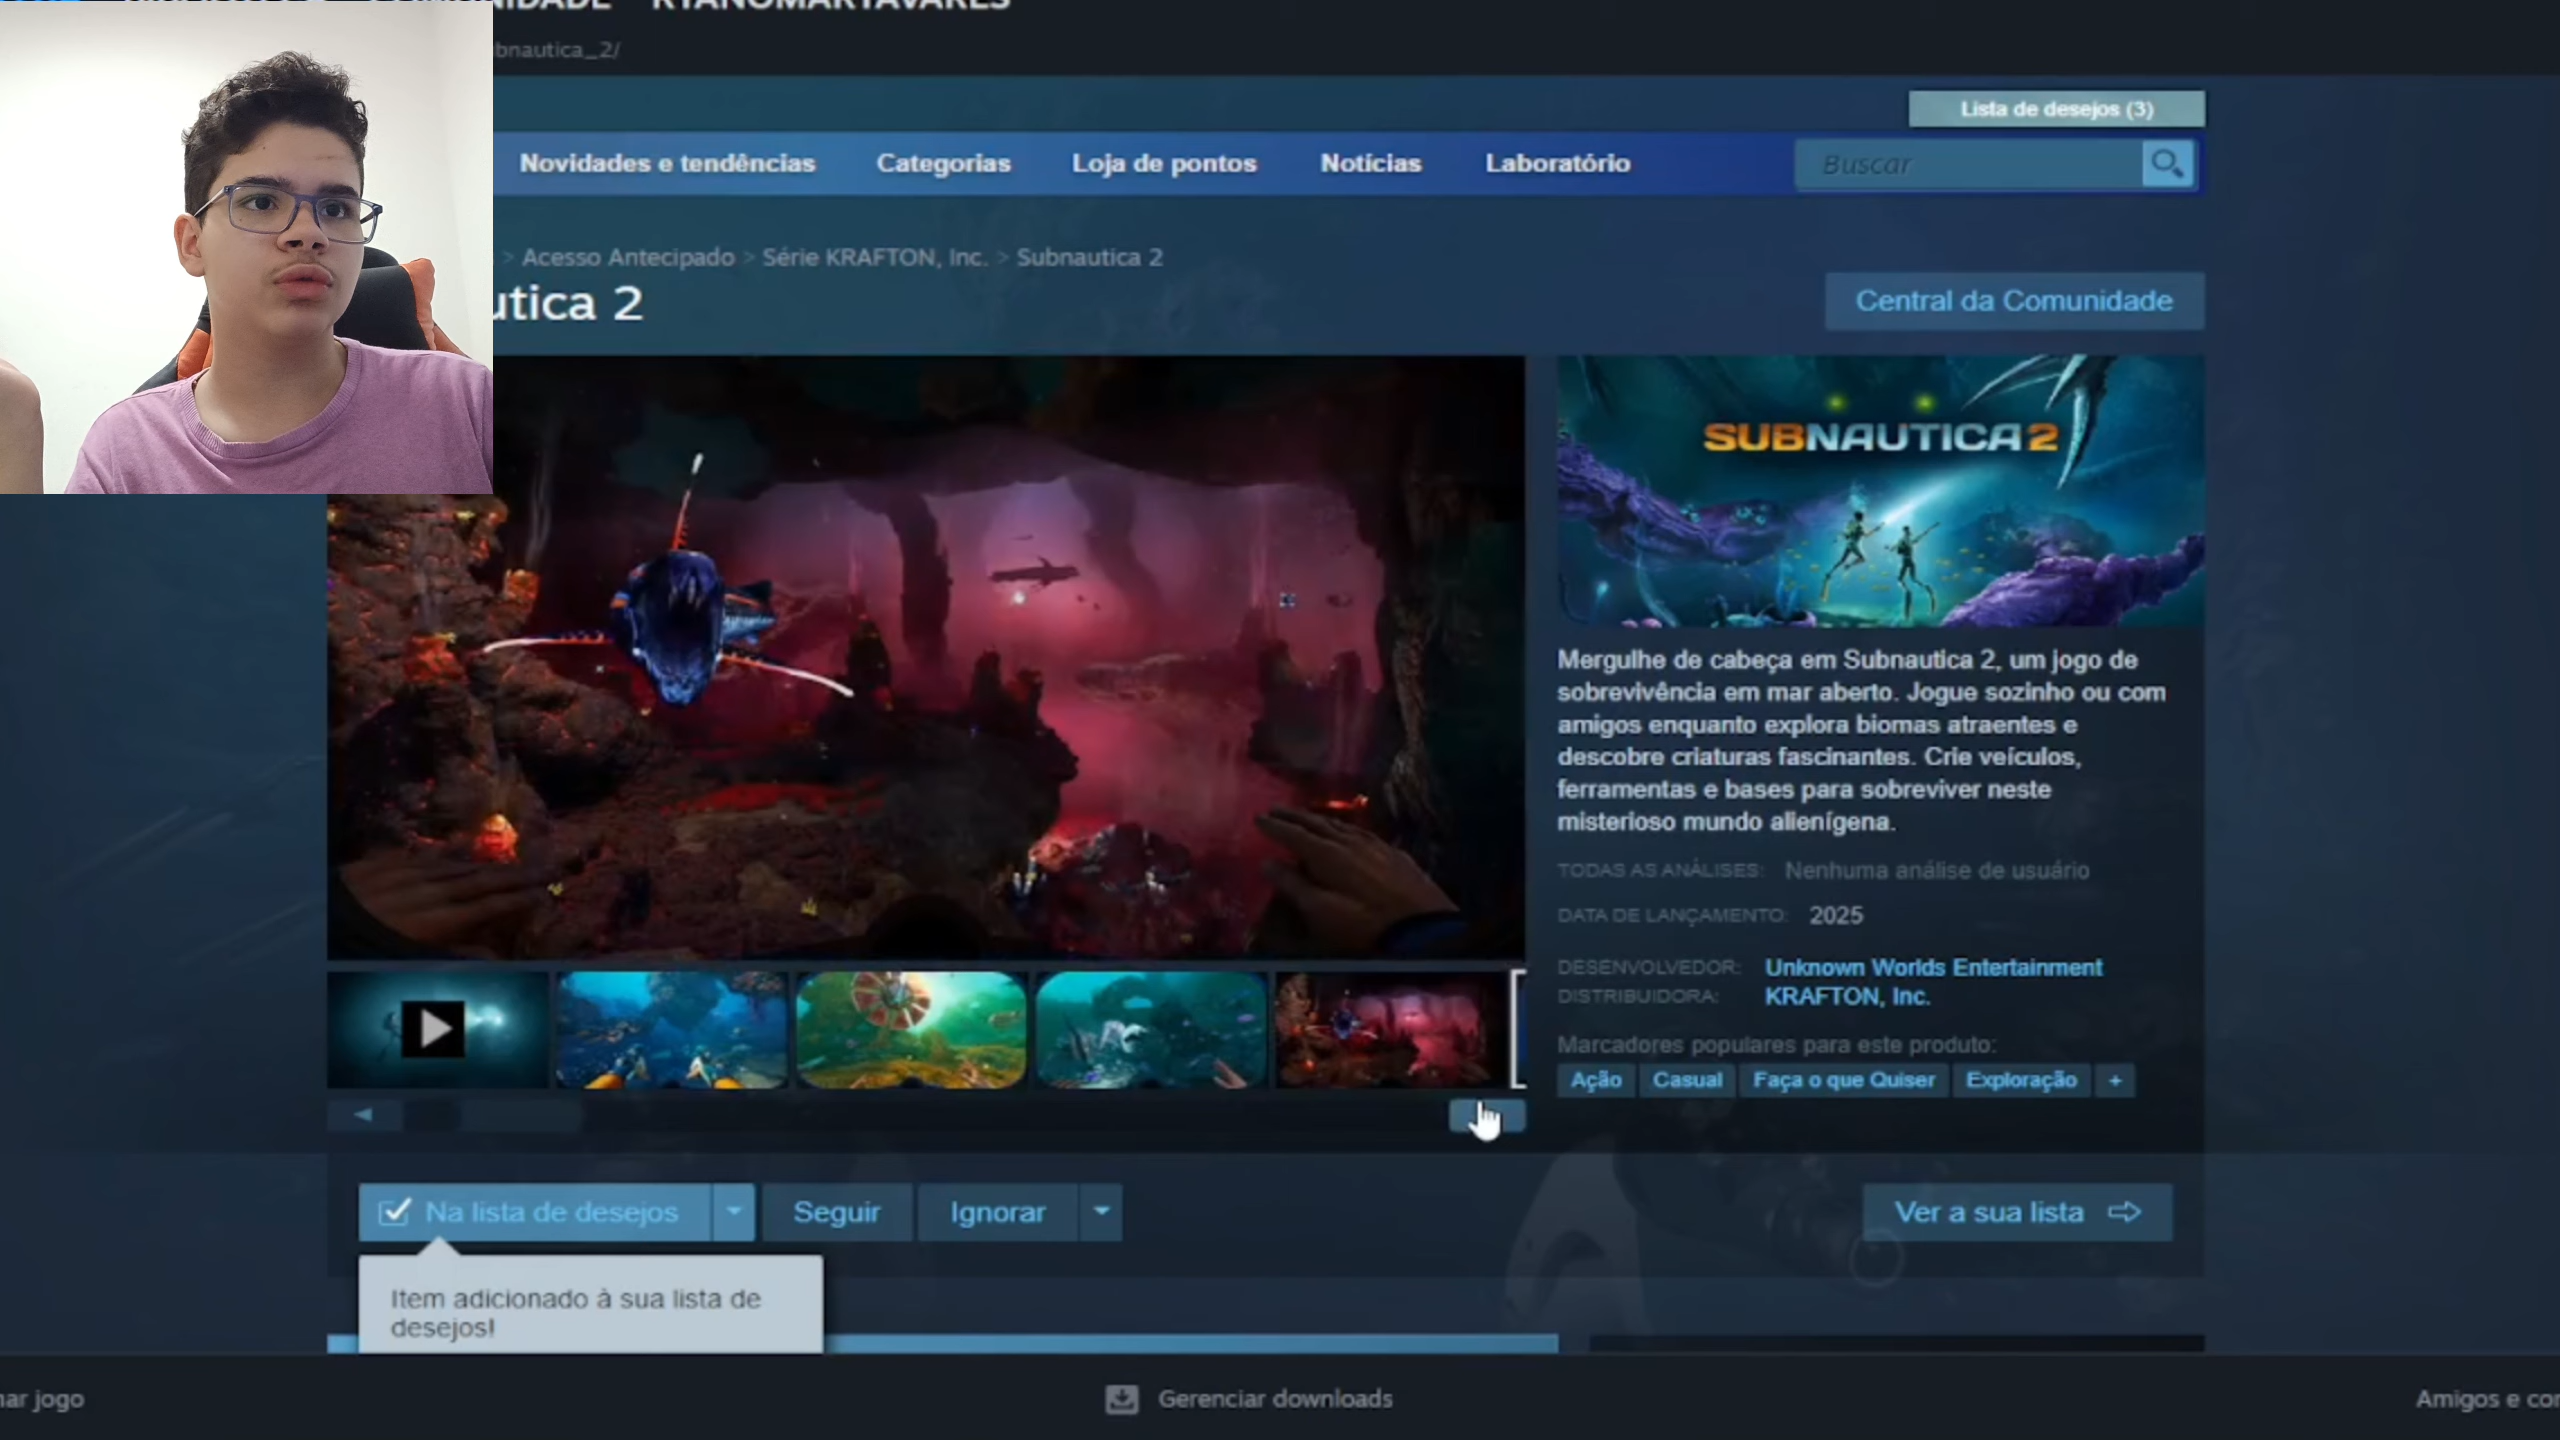 RYANOMARTAVARES
bnautica_2/
Lista de desejos (3)
Novidades e tendências Categorias Loja de pontos Notícias Laboratório Buscar
> Acesso Antecipado > Série KRAFTON, Inc. > Subnautica 2
utica 2
Central da Comunidade
SUBNAUTICA 2
Mergulhe de cabeça em Subnautica 2, um jogo de
sobrevivência em mar aberto. Jogue sozinho ou com
amigos enquanto explora biomas atraentes e
descobre criaturas fascinantes. Crie veículos,
ferramentas e bases para sobreviver neste
misterioso mundo alienígena.
TODAS AS ANÁLISES: Nenhuma análise de usuário
DATA DE LANÇAMENTO: 2025
DESENVOLVEDOR: Unknown Worlds Entertainment
DISTRIBUIDORA: KRAFTON, Inc.
Marcadores populares para este produto:
Ação Casual Faça o que Quiser Exploração +
Na lista de desejos Seguir Ignorar Ver a sua lista
Item adicionado à sua lista de
desejos!
nar jogo Gerenciar downloads Amigos e con